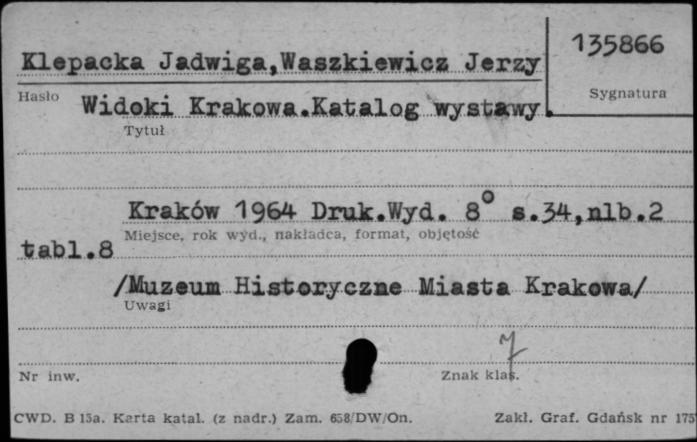 135866
Klepacka Jadwiga,Waszkiewicz Jerzy
Hasło
Sygnatura
Widoki Krakowa.Katalog wystawy.
Tytuł
Kraków 1964 Druk.Wyd. 8° s.34,nlb.2
Miejsce, rok wyd., nakładca, format, objętość
tabl.8
/Muzeum Historyczne Miasta Krakowa/
Uwagi
7
Nr inw.
Znak klas.
CWD. B 15a. Karta katal. (z nadr.) Zam. 658/DW/On.
Zakł. Graf. Gdańsk nr 175